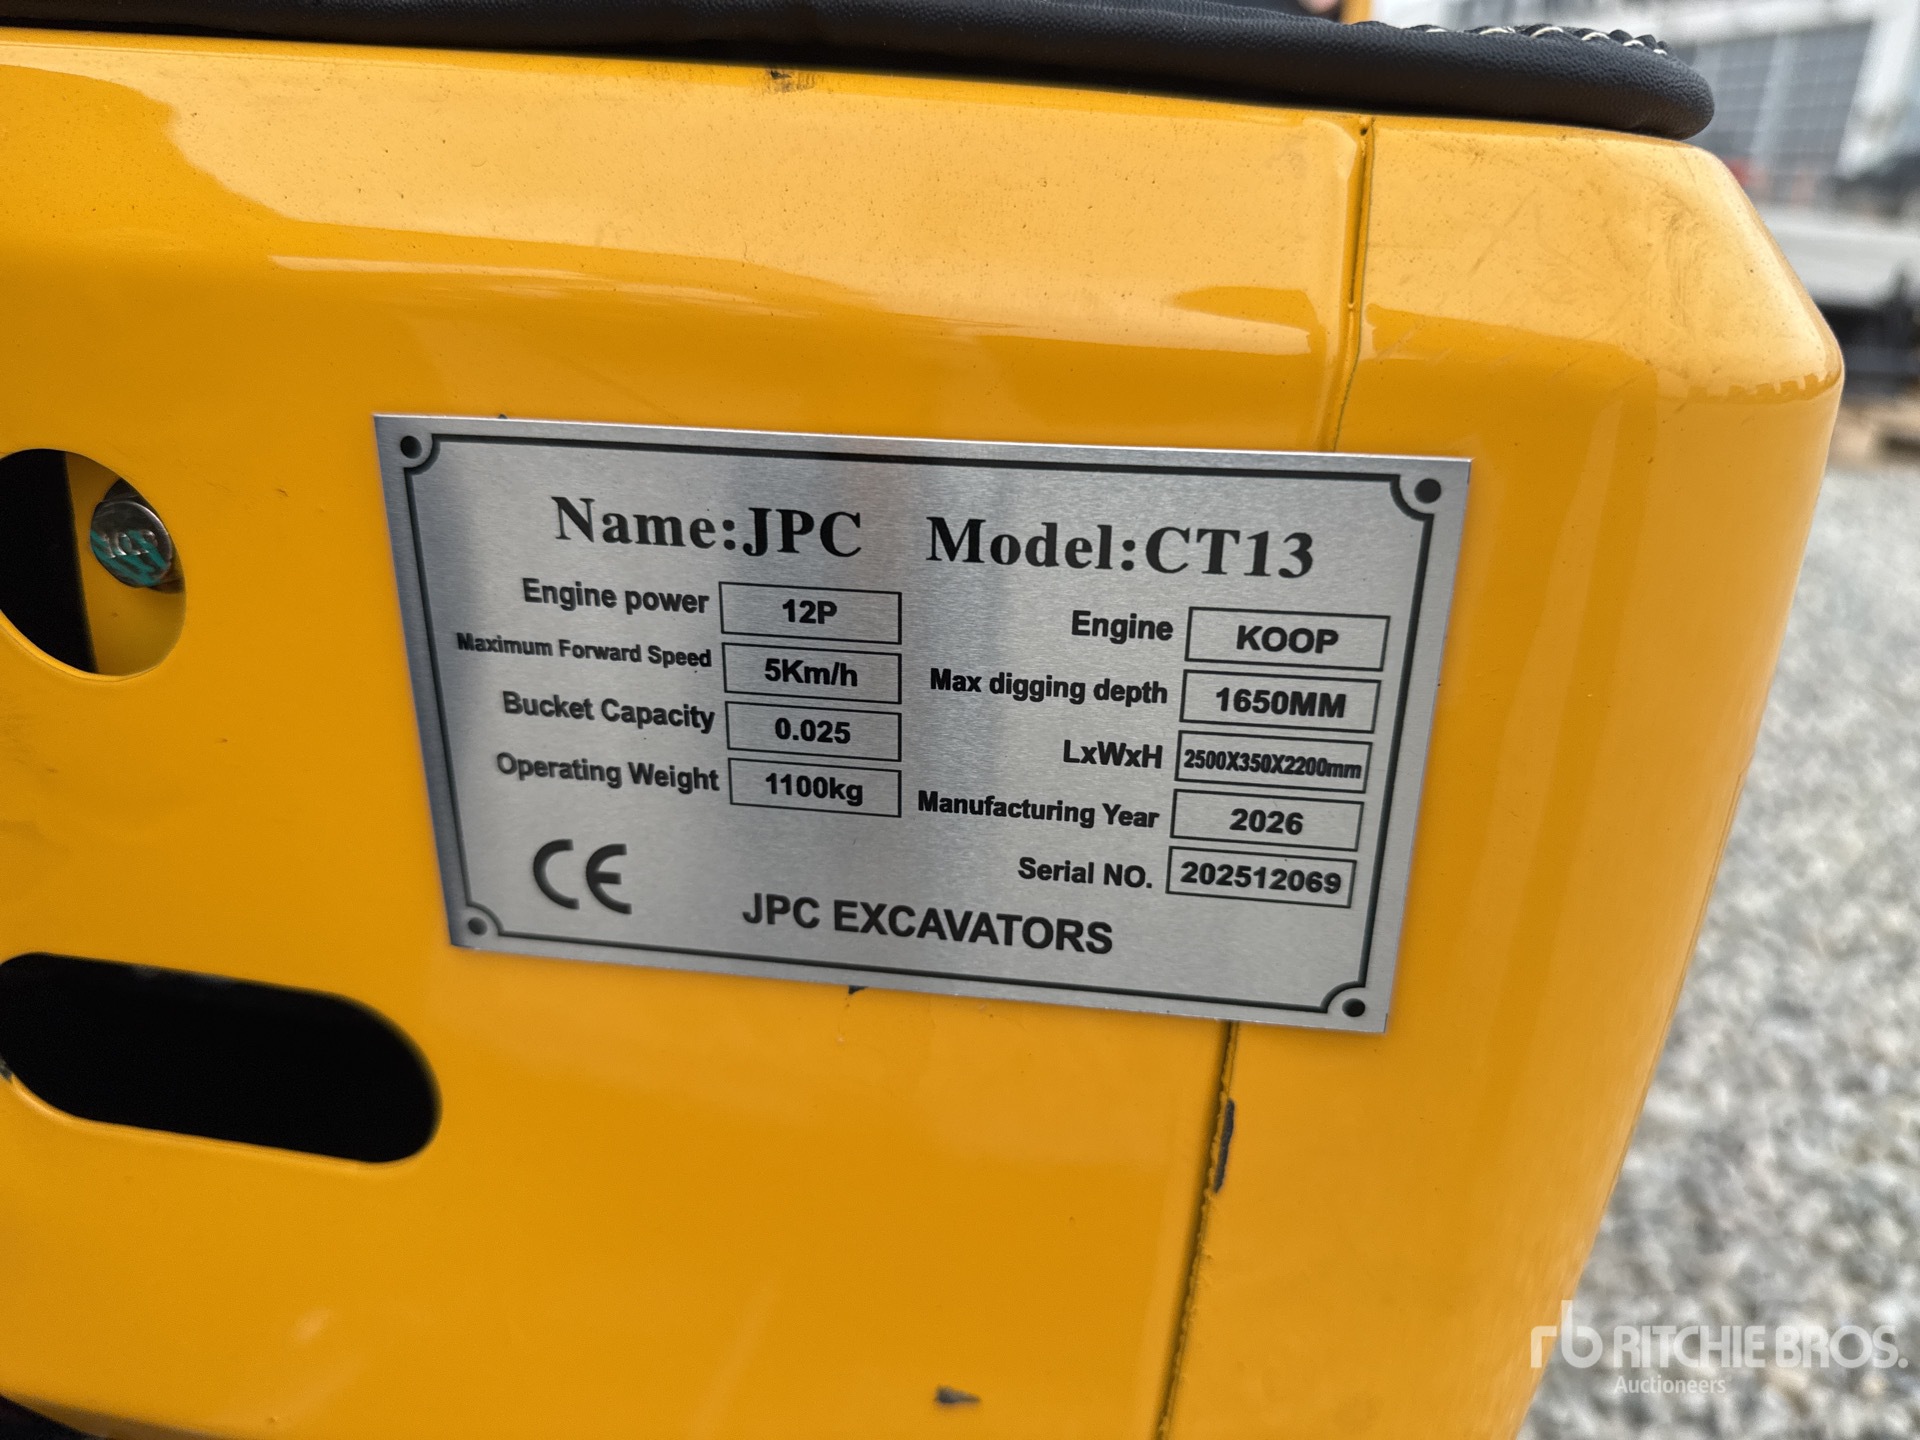 Name:JPC Model:CT13
Engine power 12P
Maximum Forward Speed 5Km/h
Bucket Capacity 0.025
Operating Weight 1100kg
Engine KOOP
Max digging depth 1650MM
LxWxH 2500X350X2200mm
Manufacturing Year 2026
Serial NO. 202512069
CE
JPC EXCAVATORS
rb RITCHIE BROS.
Auctioneers